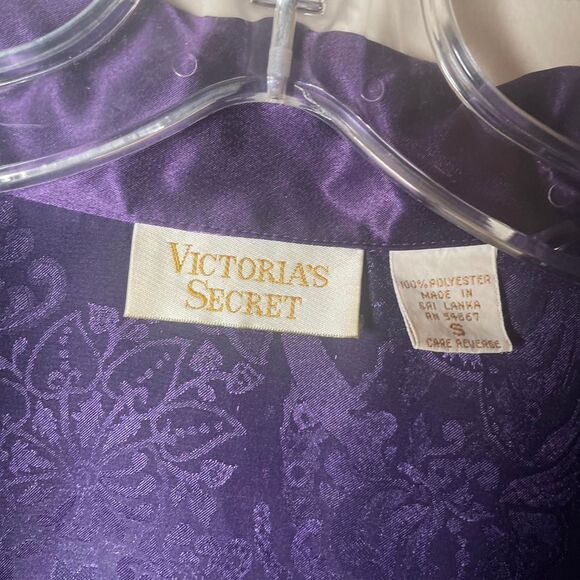 VICTORIA'S
SECRET
100% POLYESTER
MADE IN
SRI LANKA
RN 54867
S
CARE REVERSE